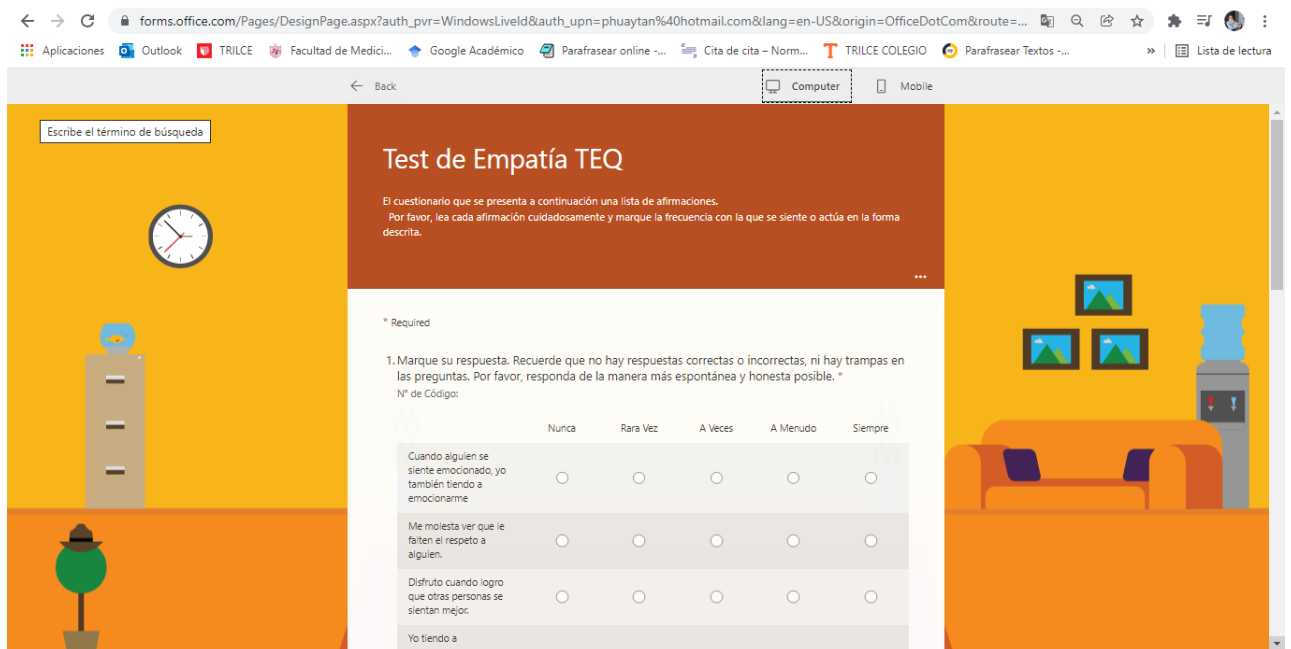 forms.office.com/Pages/DesignPage.aspx?auth_pvr=WindowsLiveId&auth_upn=phuaytan%40hotmail.com&lang=en-US&origin=OfficeDotCom&route=...
Aplicaciones Outlook TRILCE Facultad de Medici... Google Académico Parafrasear online -... Cita de cita – Norm... TRILCE COLEGIO Parafrasear Textos -... » Lista de lectura
Back Computer Mobile
Escribe el término de búsqueda
Test de Empatía TEQ
El cuestionario que se presenta a continuación una lista de afirmaciones.
Por favor, lea cada afirmación cuidadosamente y marque la frecuencia con la que se siente o actúa en la forma
descrita.
...
* Required
1. Marque su respuesta. Recuerde que no hay respuestas correctas o incorrectas, ni hay trampas en
las preguntas. Por favor, responda de la manera más espontánea y honesta posible. *
N° de Código:
Nunca Rara Vez A Veces A Menudo Siempre
Cuando alguien se
siente emocionado, yo
también tiendo a
emocionarme
Me molesta ver que le
falten el respeto a
alguien.
Disfruto cuando logro
que otras personas se
sientan mejor.
Yo tiendo a